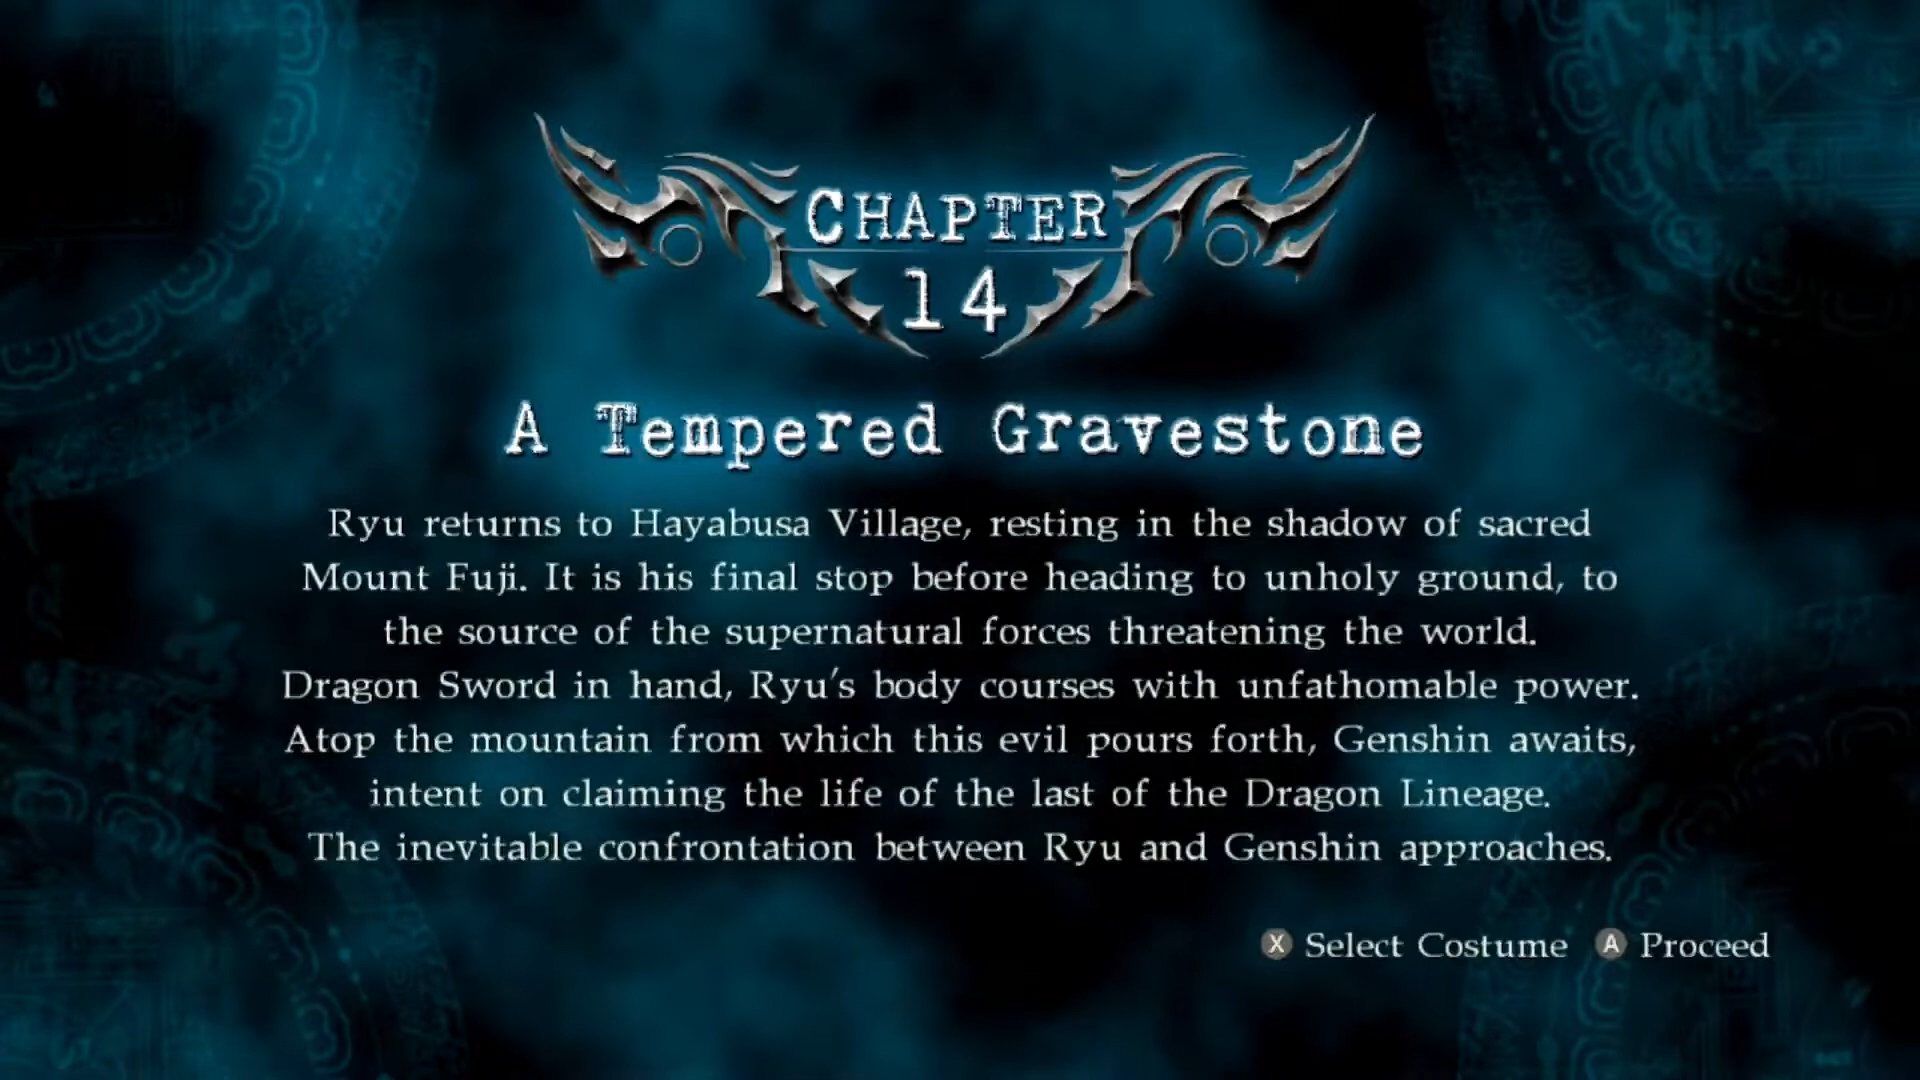 CHAPTER
14
A Tempered Gravestone
Ryu returns to Hayabusa Village, resting in the shadow of sacred
Mount Fuji. It is his final stop before heading to unholy ground, to
the source of the supernatural forces threatening the world.
Dragon Sword in hand, Ryu's body courses with unfathomable power.
Atop the mountain from which this evil pours forth, Genshin awaits,
intent on claiming the life of the last of the Dragon Lineage.
The inevitable confrontation between Ryu and Genshin approaches.
X Select Costume A Proceed